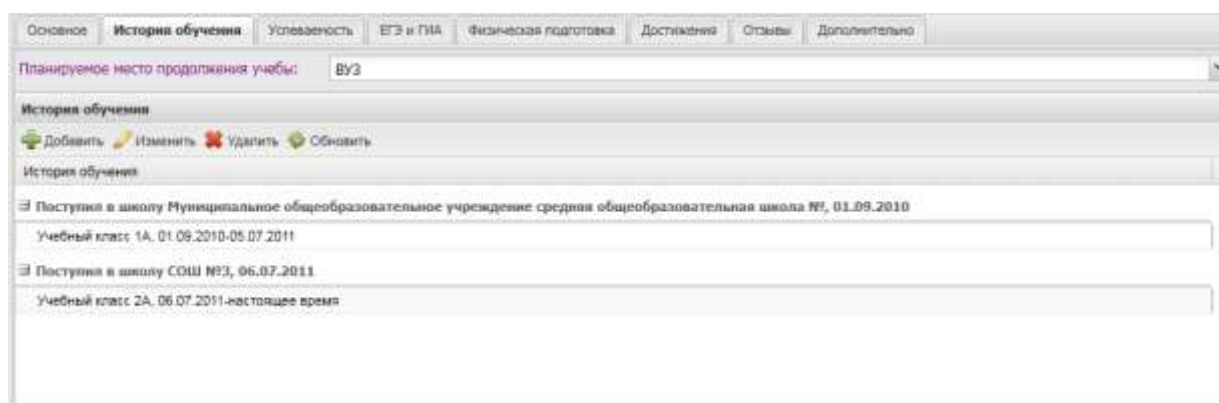 Основное История обучения Успеваемость ЕГЭ и ГИА Физическая подготовка Достижения Отзывы Дополнительно
Планируемое место продолжения учебы: ВУЗ
История обучения
Добавить Изменить Удалить Обновить
История обучения
Поступил в школу Муниципальное общеобразовательное учреждение средняя общеобразовательная школа №, 01.09.2010
Учебный класс 1А, 01.09.2010-05.07.2011
Поступил в школу СОШ №3, 06.07.2011
Учебный класс 2А, 06.07.2011-настоящее время